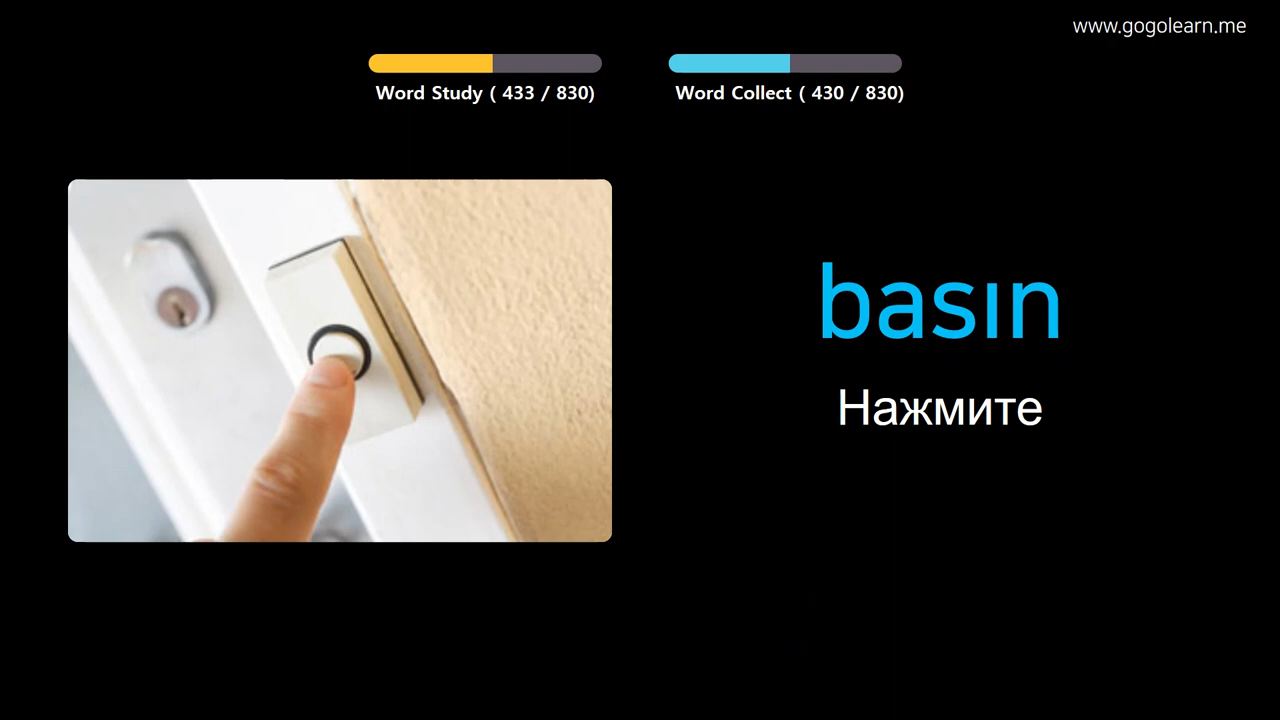 www.gogolearn.me
Word Study ( 433 / 830)
Word Collect ( 430 / 830)
basın
Нажмите